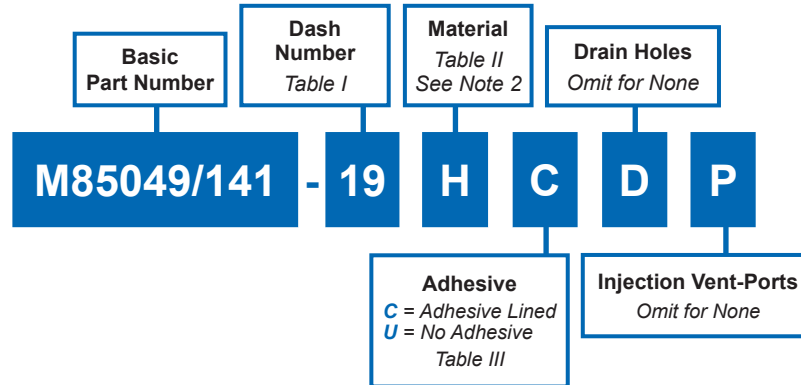 Basic
Part Number
Dash
Number
Table I
Material
Table II
See Note 2
Drain Holes
Omit for None
M85049/141 - 19 H C D P
Adhesive
C = Adhesive Lined
U = No Adhesive
Table III
Injection Vent-Ports
Omit for None